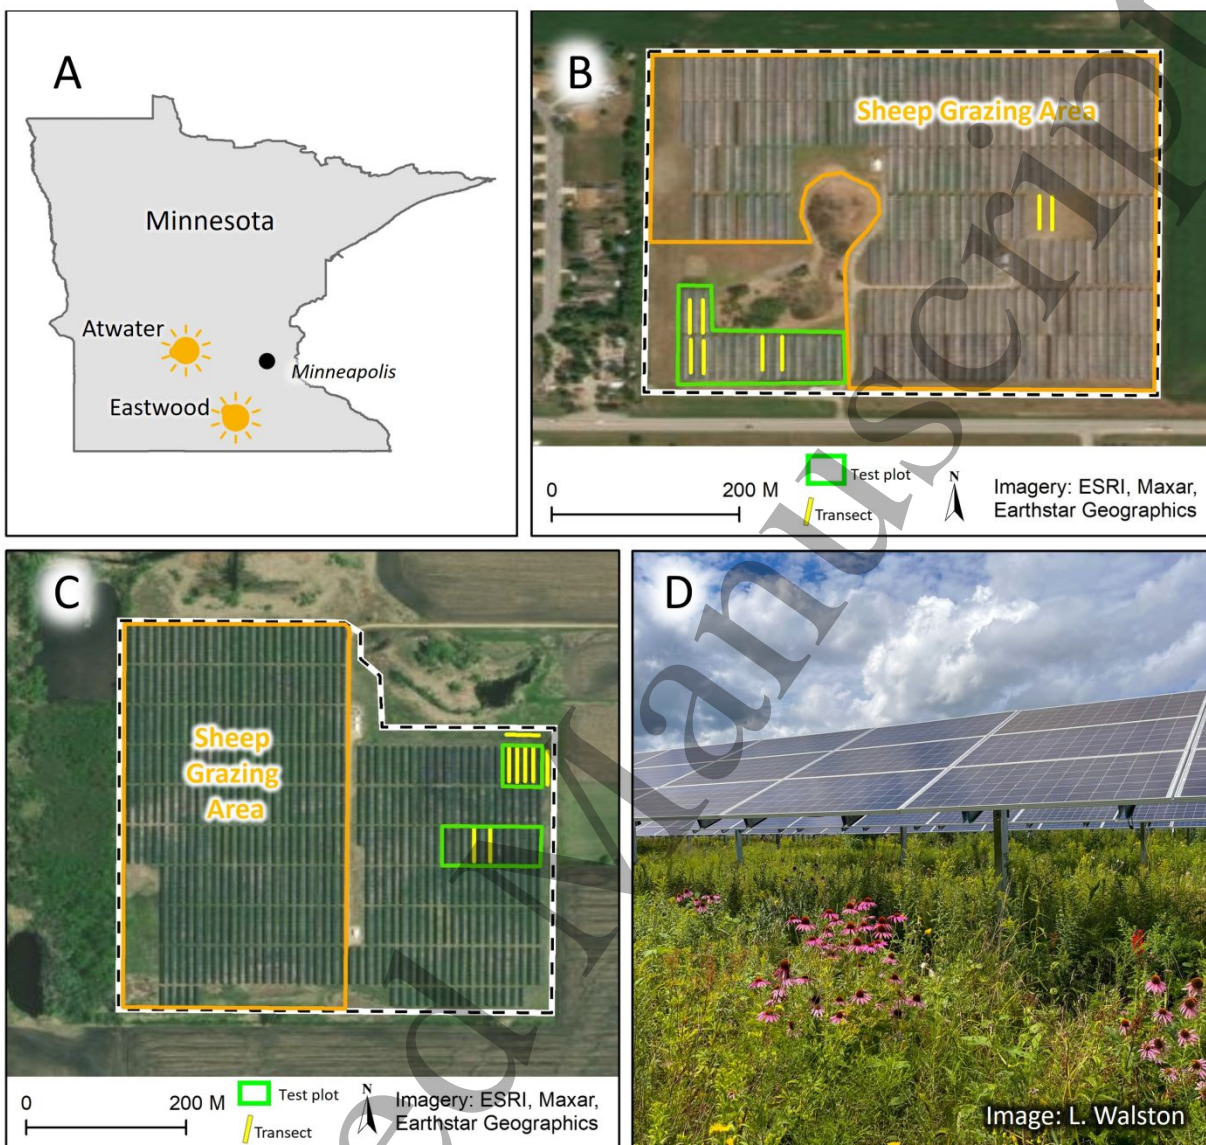 A
Minnesota
Atwater
Minneapolis
Eastwood
B
Sheep Grazing Area
0 200 M
Test plot
Transect
N
Imagery: ESRI, Maxar,
Earthstar Geographics
C
Sheep
Grazing
Area
0 200 M
Test plot
Transect
N
Imagery: ESRI, Maxar,
Earthstar Geographics
D
Image: L. Walston
ed Manuscript